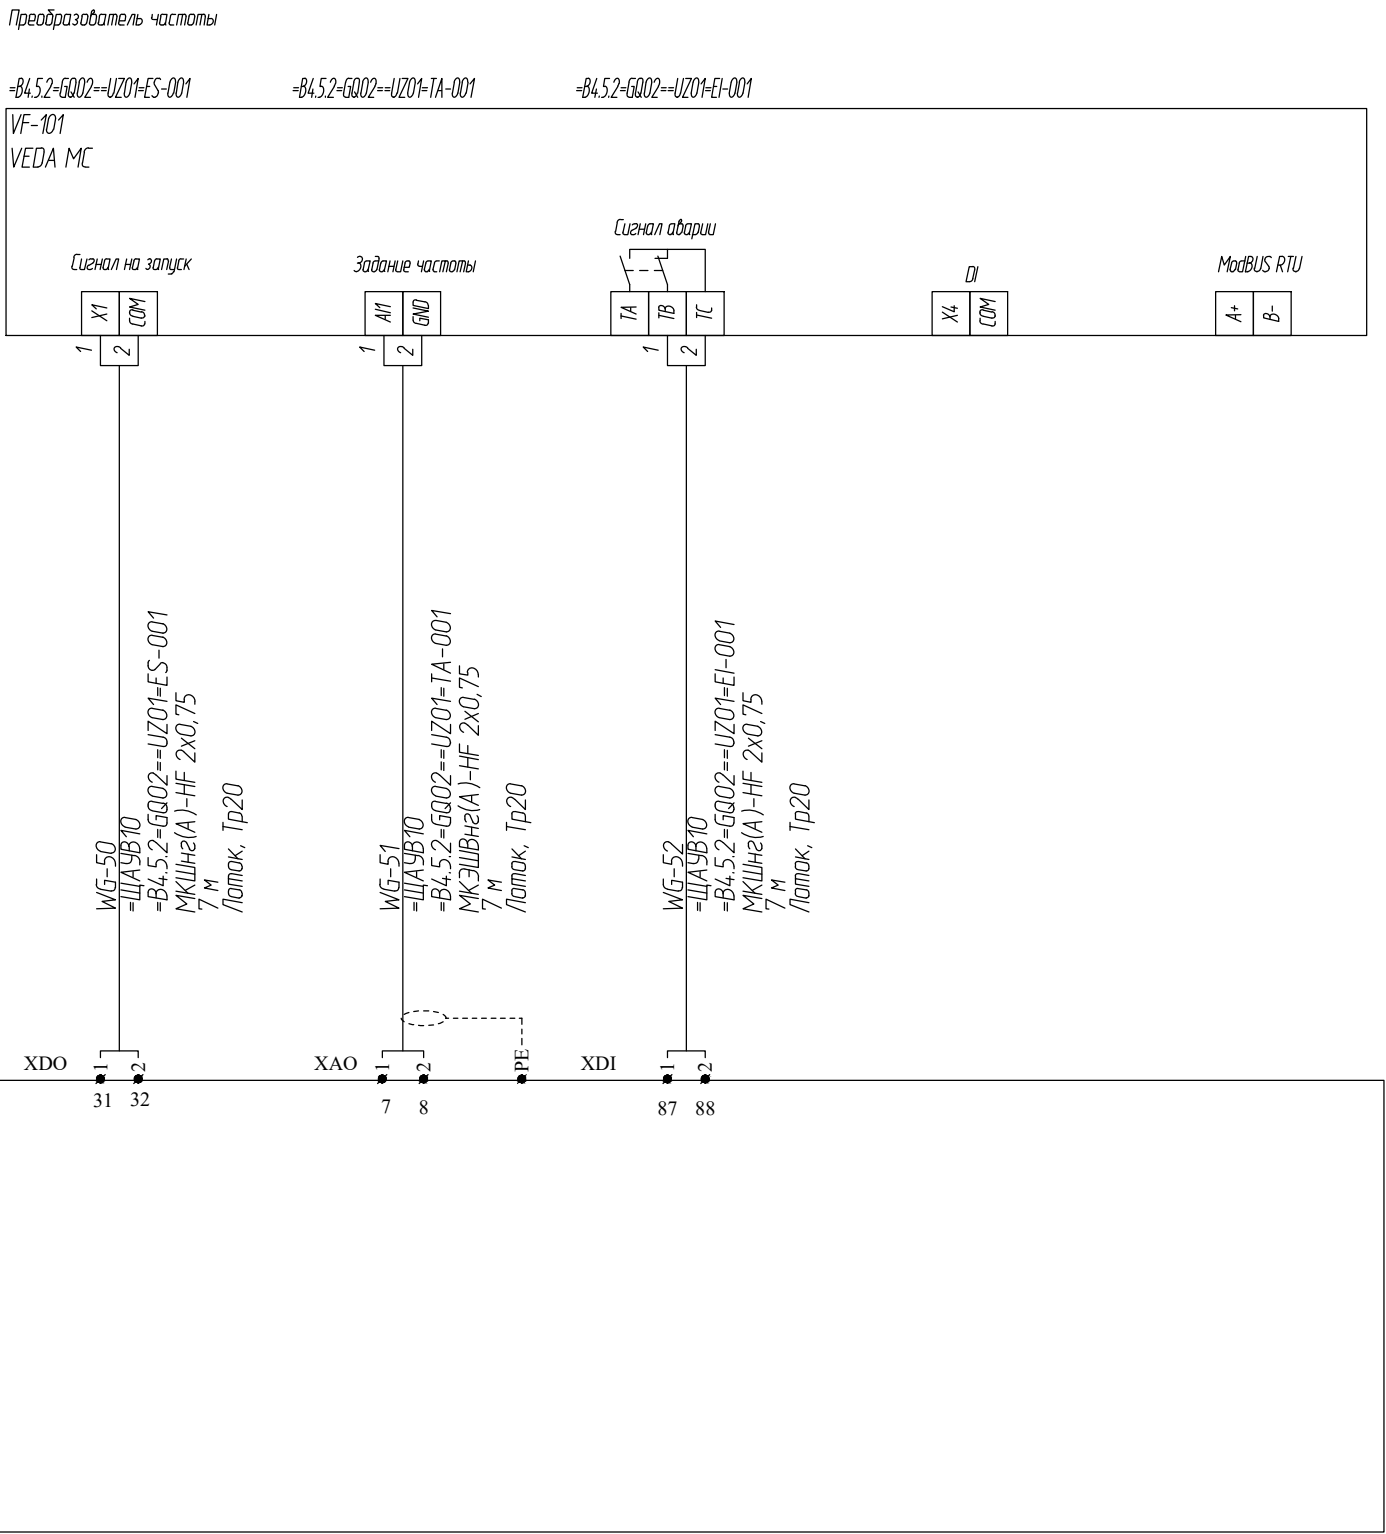 Преобразователь частоты
=B4.5.2=GQ02==UZ01=ES-001
=B4.5.2=GQ02==UZ01=TA-001
=B4.5.2=GQ02==UZ01=EI-001
VF-101
VEDA MC
Сигнал на запуск
Задание частоты
Сигнал аварии
DI
ModBUS RTU
X1
COM
AI1
GND
TA
TB
TC
X4
COM
A+
B-
1
2
1
2
1
2
WG-50
=ЩАУВ10
=B4.5.2=GQ02==UZ01=ES-001
МКШнг(А)-HF 2x0,75
7 м
Лоток, Тр20
WG-51
=ЩАУВ10
=B4.5.2=GQ02==UZ01=TA-001
МКЭШВнг(А)-HF 2x0,75
7 м
Лоток, Тр20
WG-52
=ЩАУВ10
=B4.5.2=GQ02==UZ01=EI-001
МКШнг(А)-HF 2x0,75
7 м
Лоток, Тр20
XDO
1
2
XAO
1
2
PE
XDI
1
2
31
32
7
8
87
88